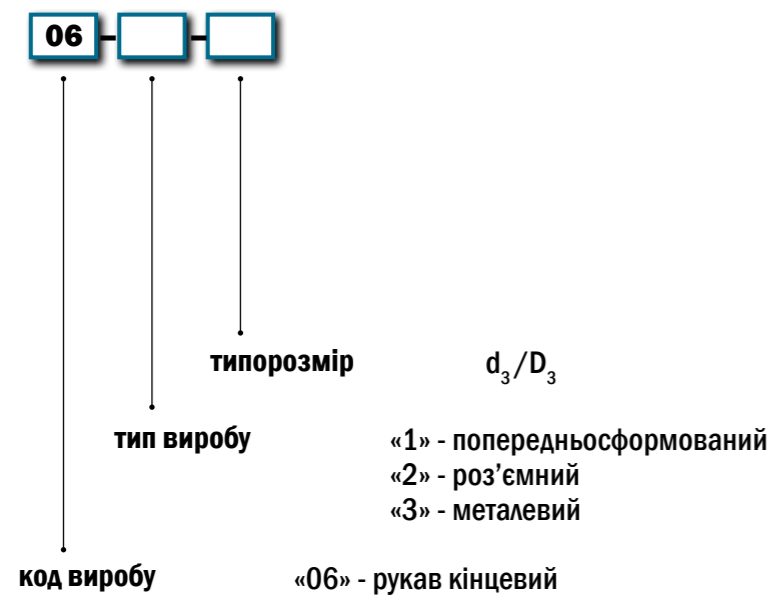 06 - -
типорозмір d₃/D₃
тип виробу «1» - попередньосформований
«2» - роз’ємний
«3» - металевий
код виробу «06» - рукав кінцевий